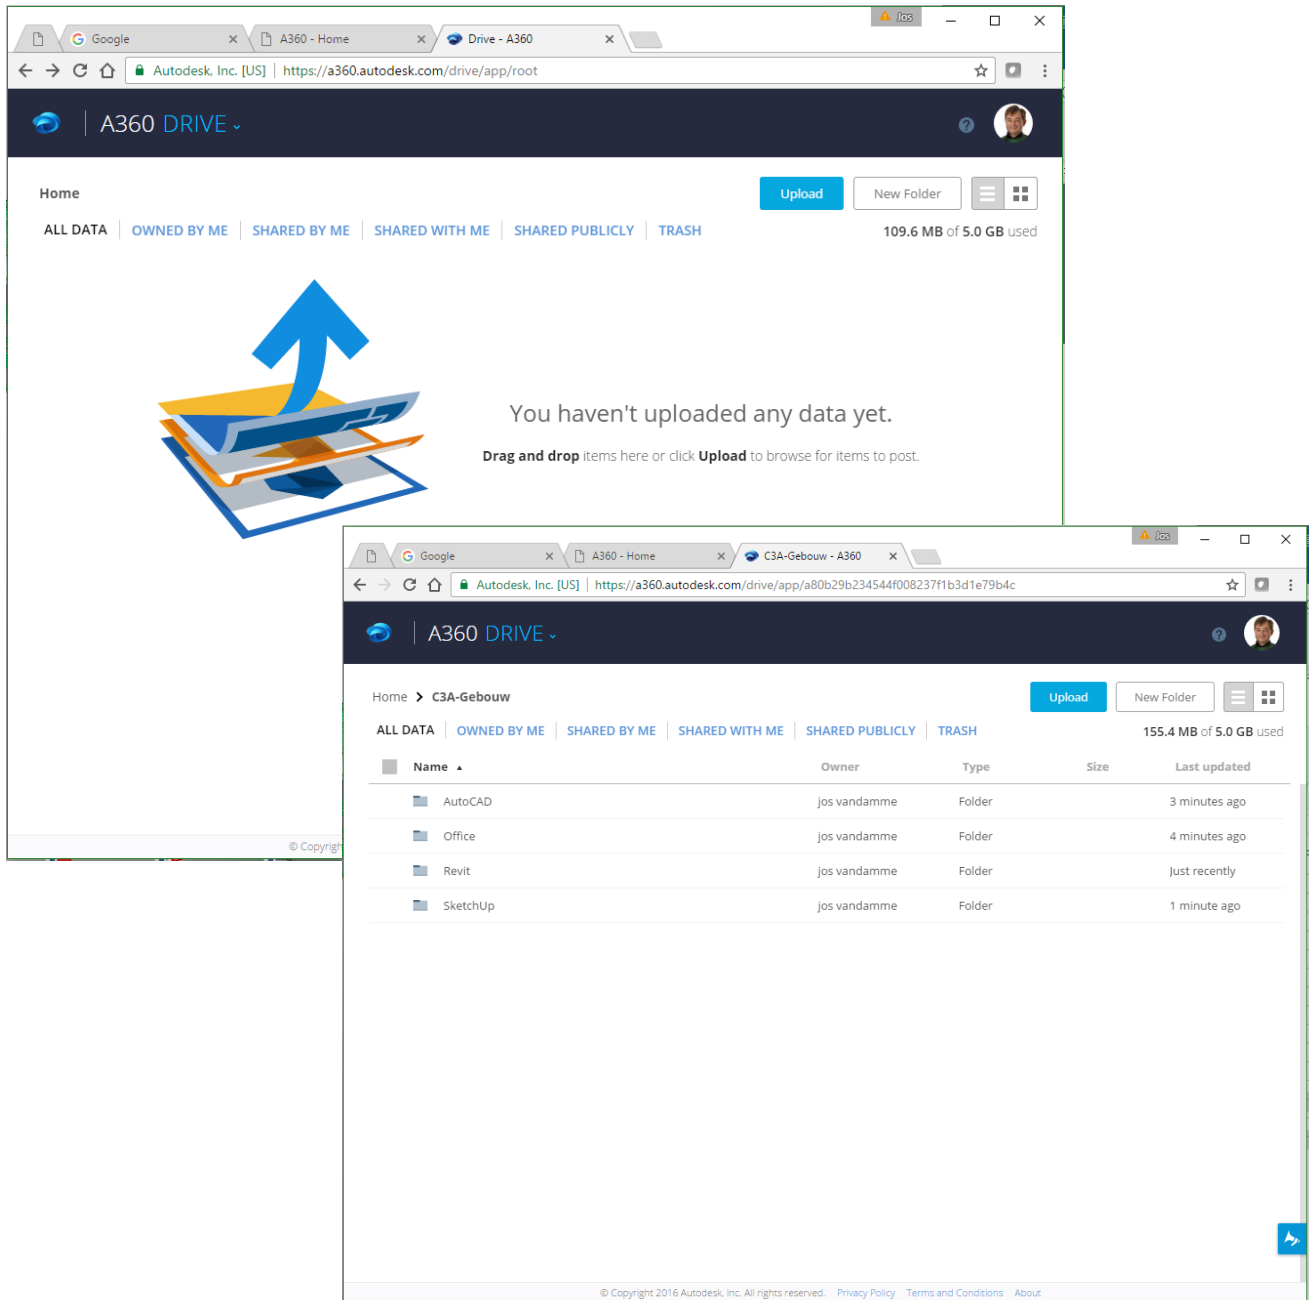 Jos
Google
A360 - Home
Drive - A360
Autodesk, Inc. [US] https://a360.autodesk.com/drive/app/root
A360 DRIVE
Home
Upload
New Folder
ALL DATA OWNED BY ME SHARED BY ME SHARED WITH ME SHARED PUBLICLY TRASH
109.6 MB of 5.0 GB used
You haven't uploaded any data yet.
Drag and drop items here or click Upload to browse for items to post.
© Copyrigh
Jos
Google
A360 - Home
C3A-Gebouw - A360
Autodesk, Inc. [US] https://a360.autodesk.com/drive/app/a80b29b234544f008237f1b3d1e79b4c
A360 DRIVE
Home C3A-Gebouw
Upload
New Folder
ALL DATA OWNED BY ME SHARED BY ME SHARED WITH ME SHARED PUBLICLY TRASH
155.4 MB of 5.0 GB used
Name Owner Type Size Last updated
AutoCAD jos vandamme Folder 3 minutes ago
Office jos vandamme Folder 4 minutes ago
Revit jos vandamme Folder Just recently
SketchUp jos vandamme Folder 1 minute ago
© Copyright 2016 Autodesk, Inc. All rights reserved. Privacy Policy Terms and Conditions About